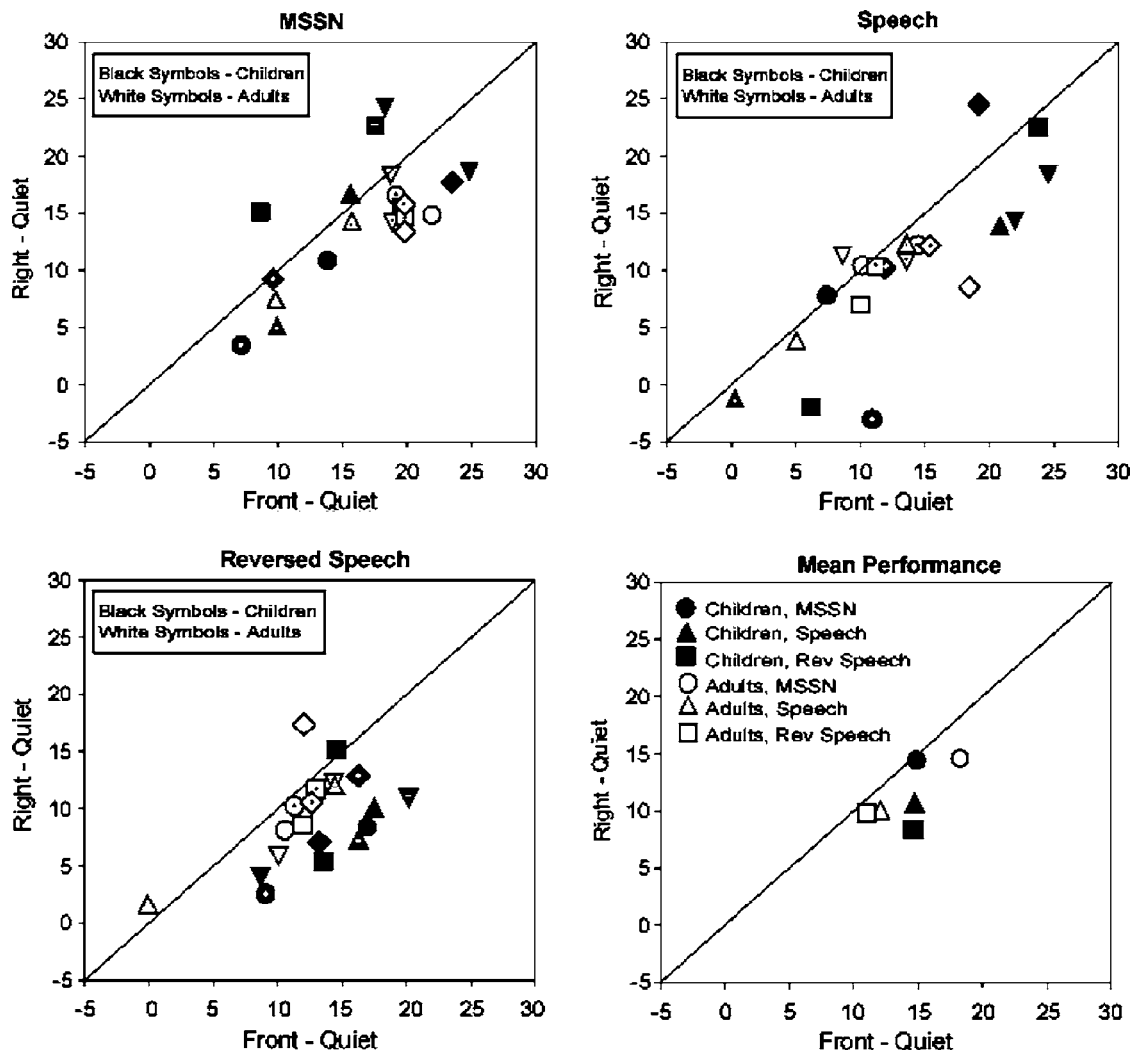 MSSN
30
25
20
15
10
5
0
-5
Right - Quiet
Black Symbols - Children
White Symbols - Adults
-5 0 5 10 15 20 25 30
Front - Quiet
Speech
30
25
20
15
10
5
0
-5
Right - Quiet
Black Symbols - Children
White Symbols - Adults
-5 0 5 10 15 20 25 30
Front - Quiet
Reversed Speech
30
25
20
15
10
5
0
-5
Right - Quiet
Black Symbols - Children
White Symbols - Adults
-5 0 5 10 15 20 25 30
Front - Quiet
Mean Performance
30
25
20
15
10
5
0
-5
Right - Quiet
Children, MSSN
Children, Speech
Children, Rev Speech
Adults, MSSN
Adults, Speech
Adults, Rev Speech
-5 0 5 10 15 20 25 30
Front - Quiet